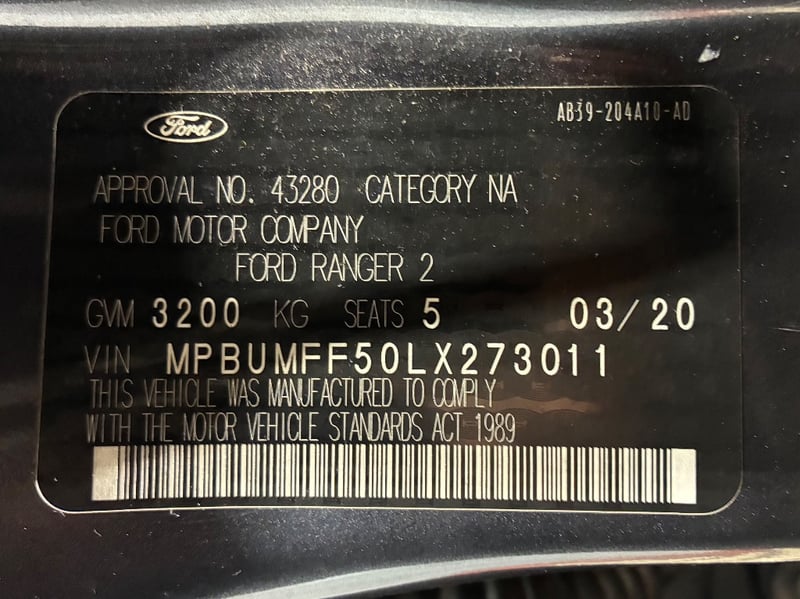 Ford
AB39-204A10-AD
APPROVAL NO. 43280 CATEGORY NA
FORD MOTOR COMPANY
FORD RANGER 2
GVM 3200 KG SEATS 5 03/20
VIN MPBUMFF50LX273011
THIS VEHICLE WAS MANUFACTURED TO COMPLY
WITH THE MOTOR VEHICLE STANDARDS ACT 1989